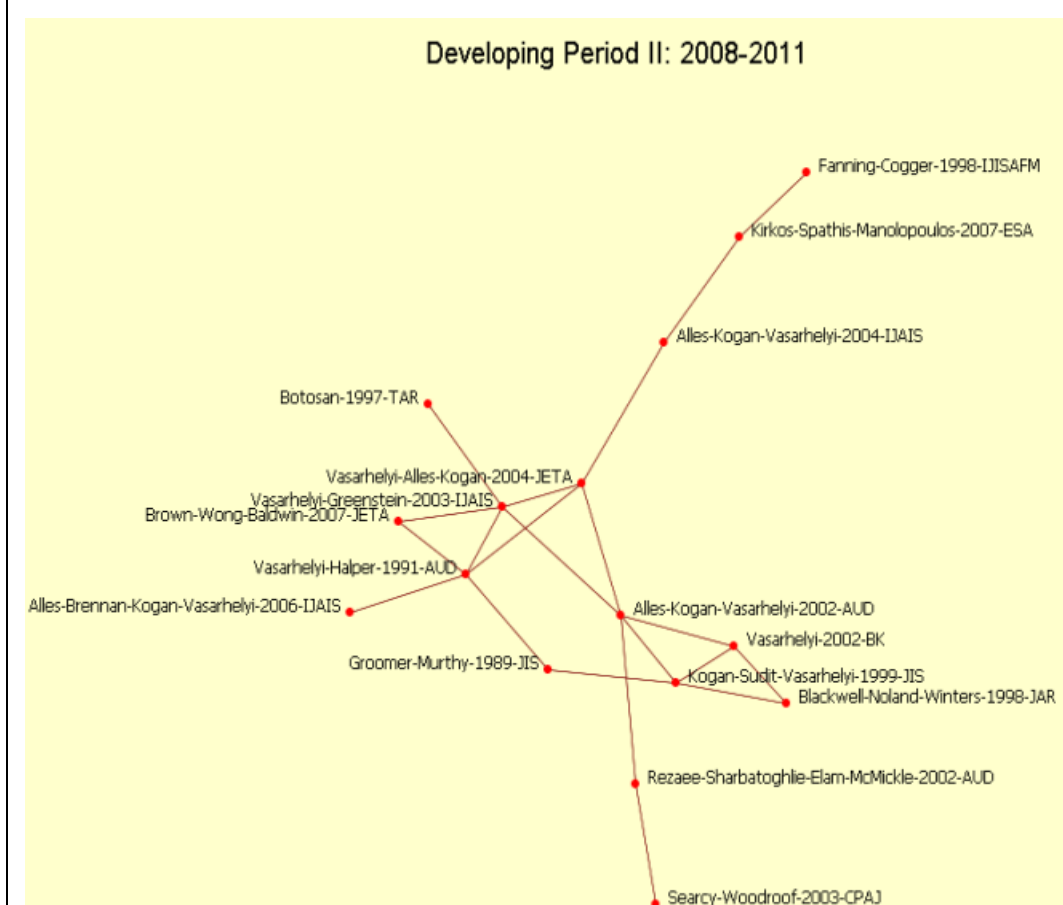 Developing Period II: 2008-2011
Fanning-Cogger-1998-IJISAFM
Kirkos-Spathis-Manolopoulos-2007-ESA
Alles-Kogan-Vasarhelyi-2004-IJAIS
Botosan-1997-TAR
Vasarhelyi-Alles-Kogan-2004-JETA
Vasarhelyi-Greenstein-2003-IJAIS
Brown-Wong-Baldwin-2007-JETA
Vasarhelyi-Halper-1991-AUD
Alles-Brennan-Kogan-Vasarhelyi-2006-IJAIS
Alles-Kogan-Vasarhelyi-2002-AUD
Vasarhelyi-2002-BK
Groomer-Murthy-1989-JIS
Kogan-Sudit-Vasarhelyi-1999-JIS
Blackwell-Noland-Winters-1998-JAR
Rezaee-Sharbatoghlie-Elam-McMickle-2002-AUD
Searcy-Woodroof-2003-CPAJ